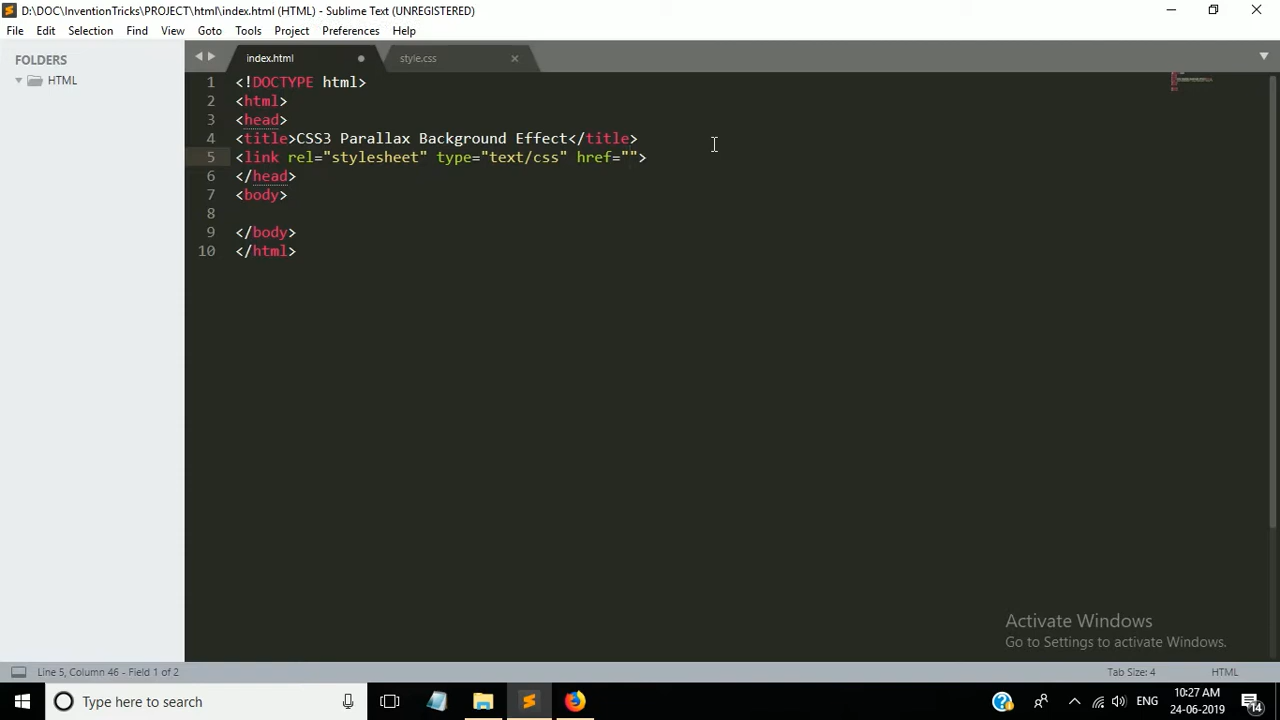 D:\DOC\InventionTricks\PROJECT\html\index.html (HTML) - Sublime Text (UNREGISTERED)
File Edit Selection Find View Goto Tools Project Preferences Help
FOLDERS
HTML
index.html style.css
1 <!DOCTYPE html>
2 <html>
3 <head>
4 <title>CSS3 Parallax Background Effect</title>
5 <link rel="stylesheet" type="text/css" href="">
6 </head>
7 <body>
8
9 </body>
10 </html>
Activate Windows
Go to Settings to activate Windows.
Line 5, Column 46 - Field 1 of 2 Tab Size: 4 HTML
Type here to search
ENG
10:27 AM
24-06-2019
14